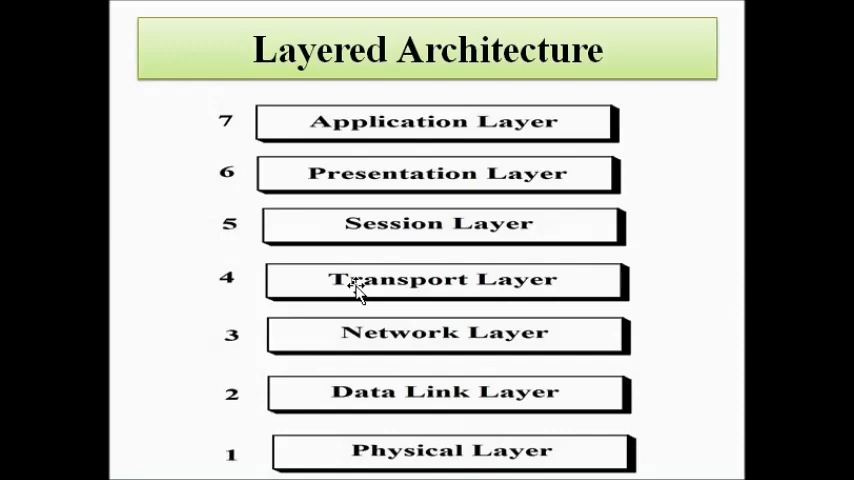 Layered Architecture
7 Application Layer
6 Presentation Layer
5 Session Layer
4 Transport Layer
3 Network Layer
2 Data Link Layer
1 Physical Layer